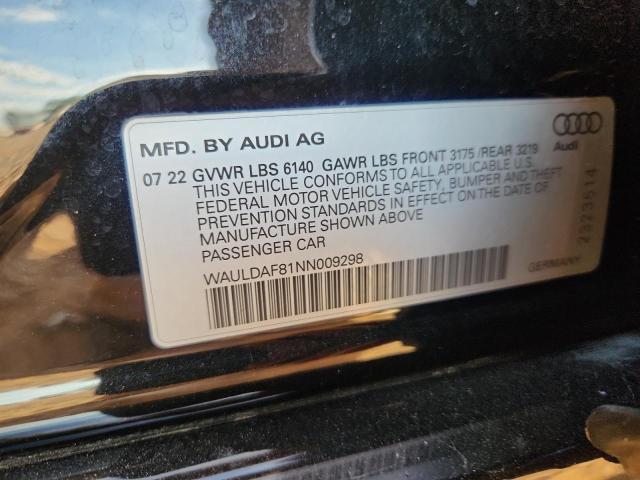 MFD. BY AUDI AG
Audi
07 22 GVWR LBS 6140 GAWR LBS FRONT 3175 /REAR 3219
THIS VEHICLE CONFORMS TO ALL APPLICABLE U.S.
FEDERAL MOTOR VEHICLE SAFETY, BUMPER AND THEFT
PREVENTION STANDARDS IN EFFECT ON THE DATE OF
MANUFACTURE SHOWN ABOVE
PASSENGER CAR
WAULDAF81NN009298
GERMANY
2323514